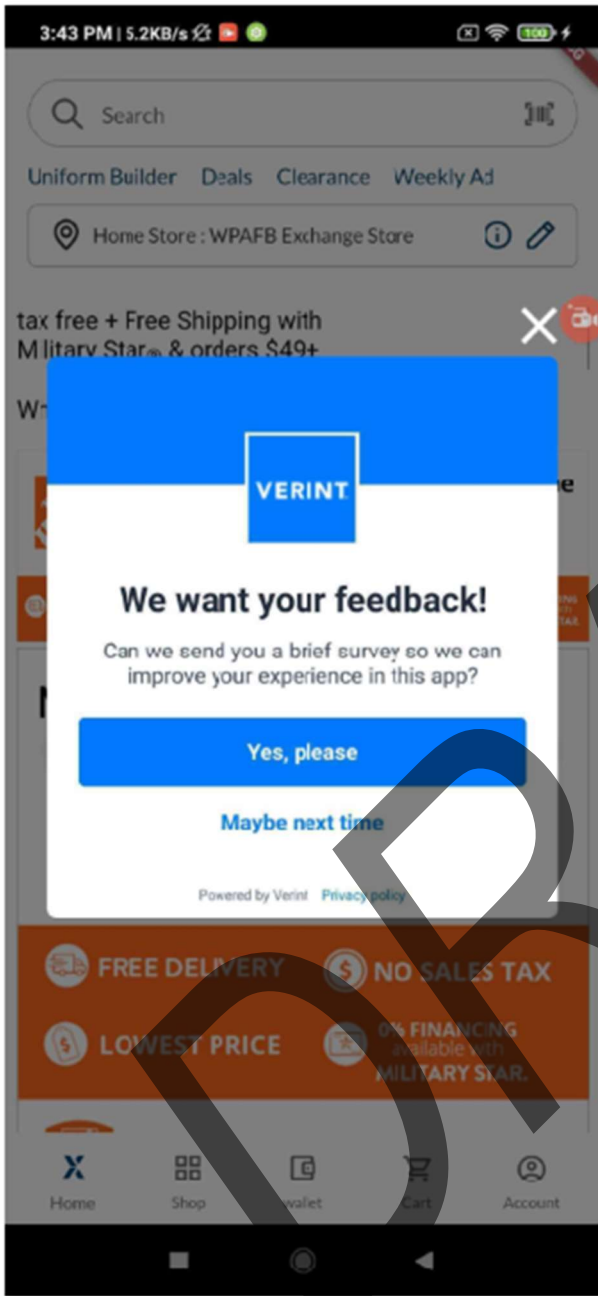 3:43 PM | 5.2KB/s
100
Search
Uniform Builder Deals Clearance Weekly Ad
Home Store : WPAFB Exchange Store
tax free + Free Shipping with
Military Star® & orders $49+
VERINT
We want your feedback!
Can we send you a brief survey so we can
improve your experience in this app?
Yes, please
Maybe next time
Powered by Verint Privacy policy
FREE DELIVERY
NO SALES TAX
LOWEST PRICE
0% FINANCING
available with
MILITARY STAR.
Home
Shop
wallet
Cart
Account